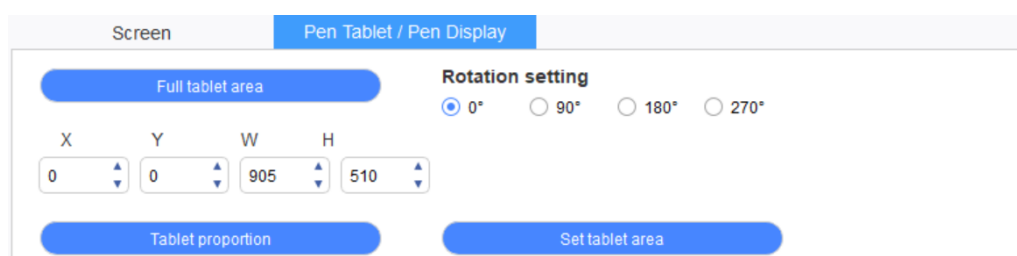 Screen Pen Tablet / Pen Display
Full tablet area
Rotation setting
0° 90° 180° 270°
X Y W H
0 0 905 510
Tablet proportion Set tablet area